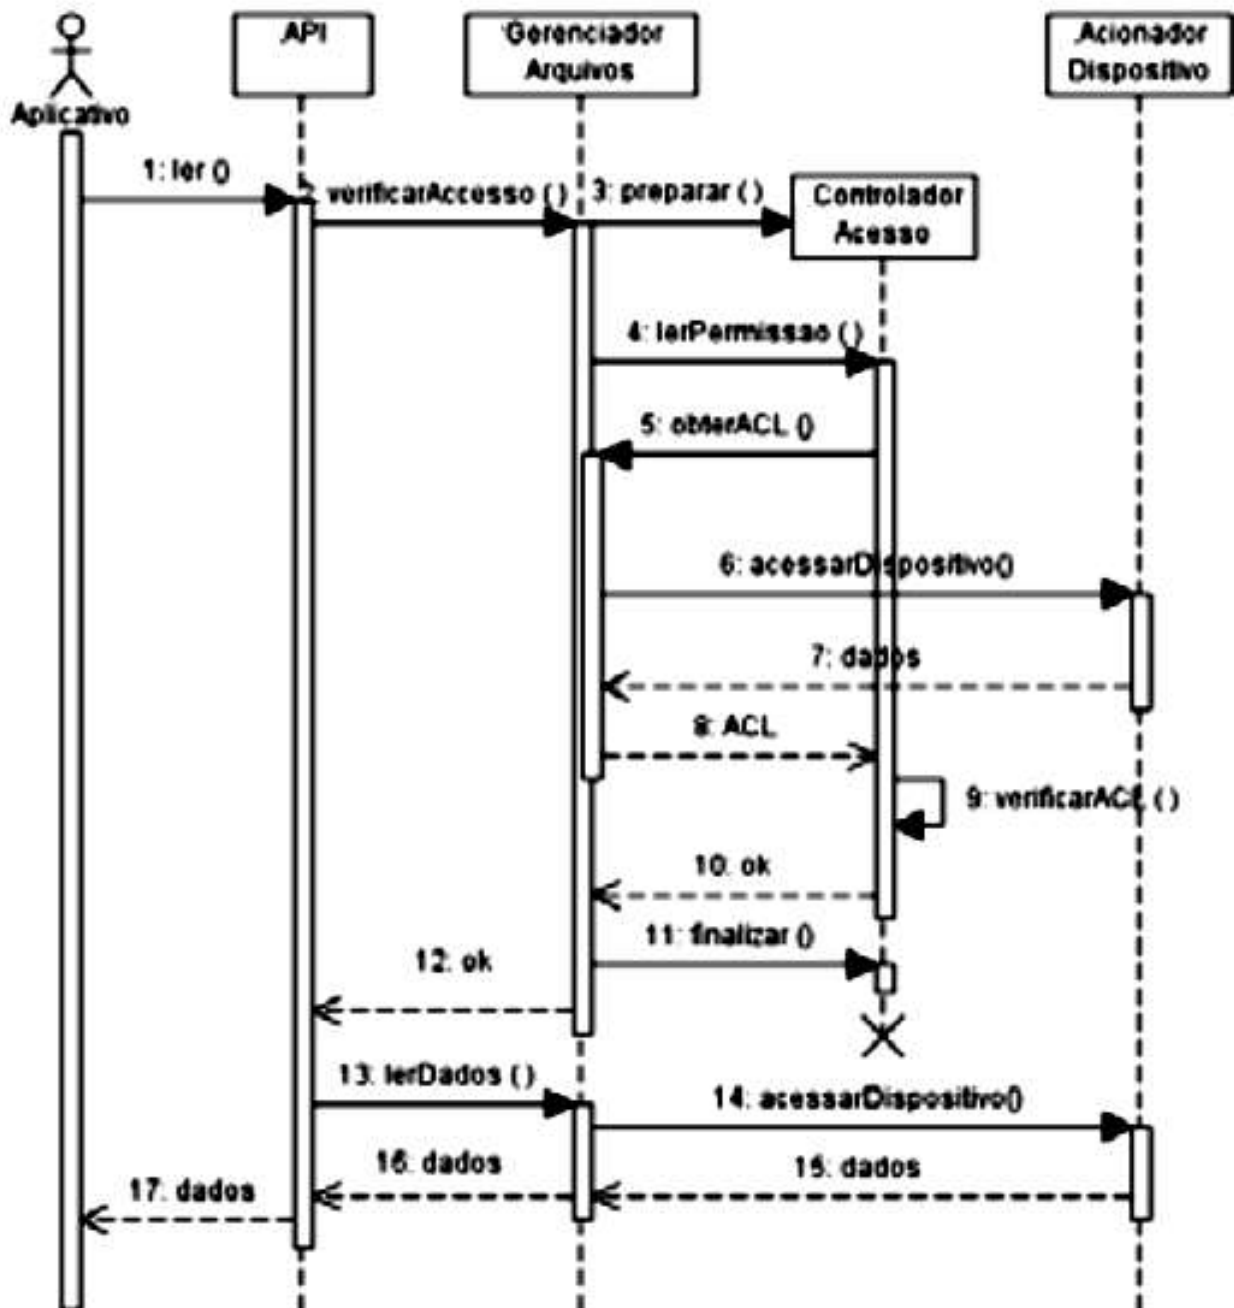 API
Gerenciador
Arquivos
Acionador
Dispositivo
Aplicativo
1: ler ()
2: verificarAccesso ( )
3: preparar ( )
Controlador
Acesso
4: lerPermissao ( )
5: obterACL ()
6: acessarDispositivo()
7: dados
8: ACL
9: verificarACL ( )
10: ok
11: finalizar ()
12: ok
13: lerDados ( )
14: acessarDispositivo()
15: dados
16: dados
17: dados